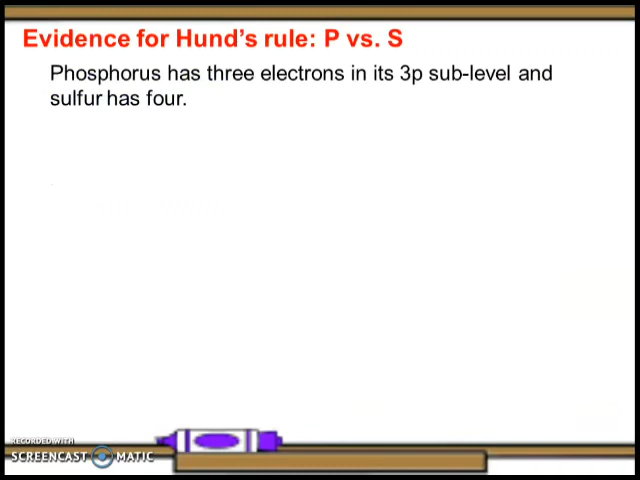 Evidence for Hund’s rule: P vs. S
Phosphorus has three electrons in its 3p sub-level and
sulfur has four.
RECORDED WITH
SCREENCAST MATIC